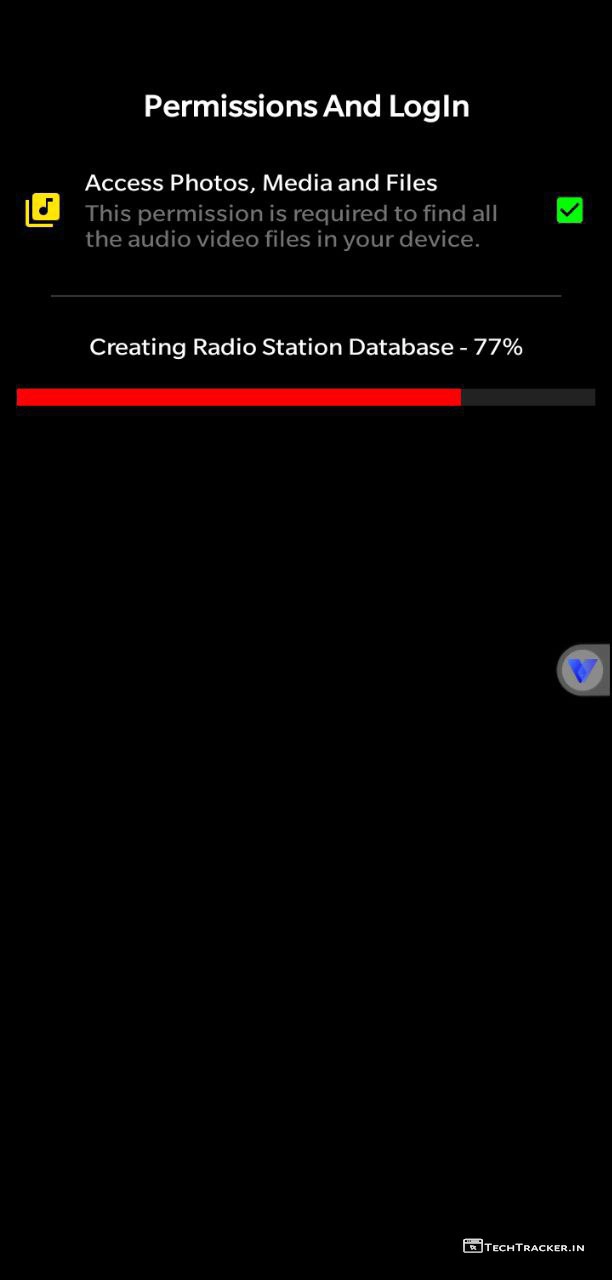 Permissions And LogIn
Access Photos, Media and Files
This permission is required to find all
the audio video files in your device.
Creating Radio Station Database - 77%
TECHTRACKER.IN